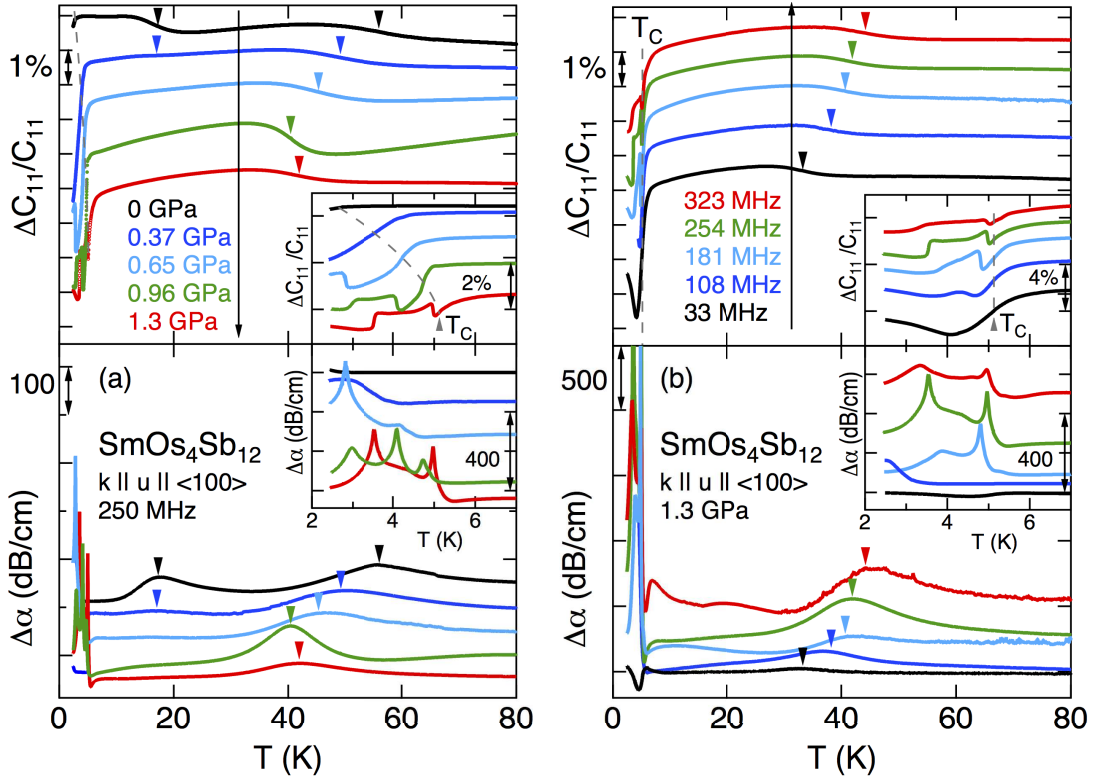 1%
ΔC₁₁/C₁₁
0 GPa
0.37 GPa
0.65 GPa
0.96 GPa
1.3 GPa
ΔC₁₁ /C₁₁
2%
T_C
100
(a)
SmOs₄Sb₁₂
k || u || <100>
250 MHz
Δα (dB/cm)
Δα (dB/cm)
400
2 4 6
T (K)
0 20 40 60 80
T (K)
T_C
1%
ΔC₁₁/C₁₁
323 MHz
254 MHz
181 MHz
108 MHz
33 MHz
ΔC₁₁ /C₁₁
4%
T_C
500
(b)
SmOs₄Sb₁₂
k || u || <100>
1.3 GPa
Δα (dB/cm)
Δα (dB/cm)
400
2 4 6
T (K)
0 20 40 60 80
T (K)